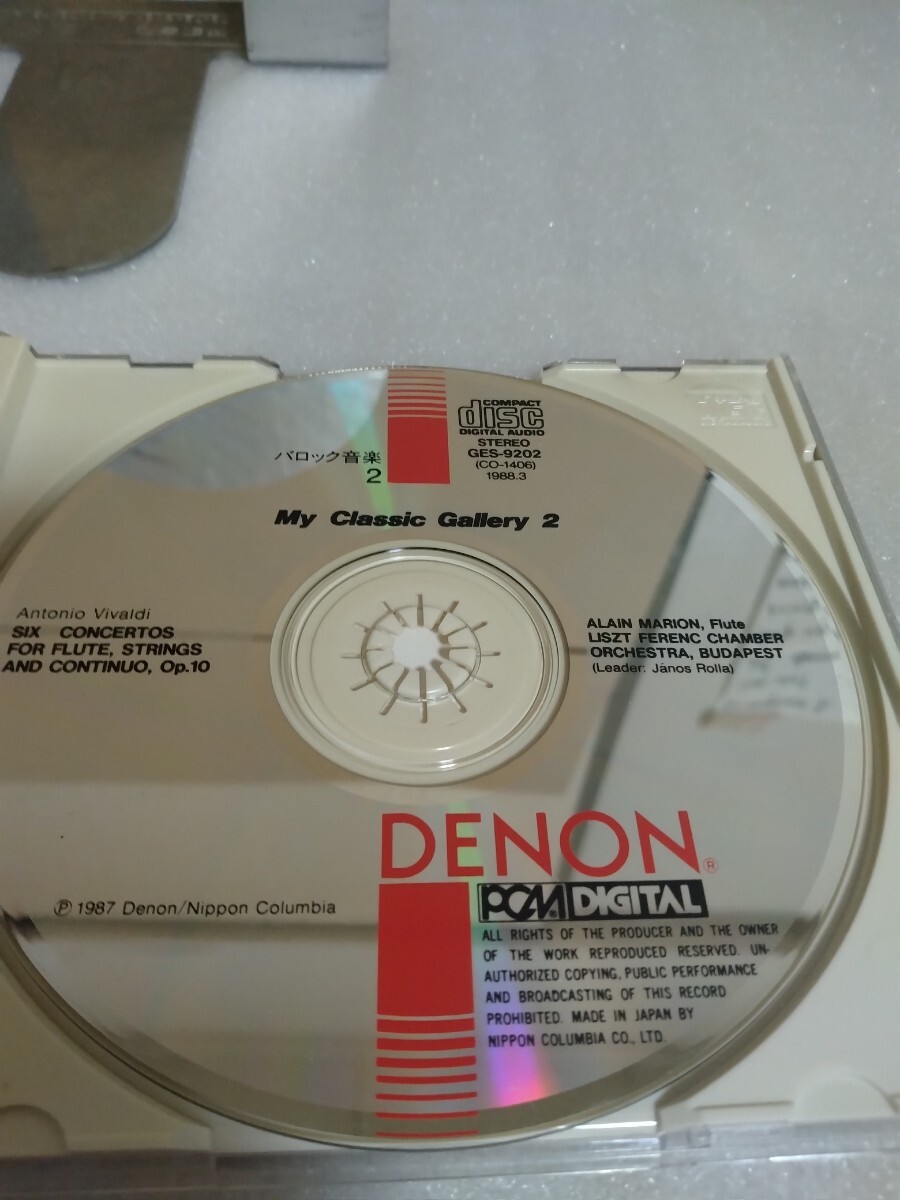 COMPACT
disc
DIGITAL AUDIO
STEREO
GES-9202
(CO-1406)
1988.3
バロック音楽
2
My Classic Gallery 2
Antonio Vivaldi
SIX CONCERTOS
FOR FLUTE, STRINGS
AND CONTINUO, Op.10
ALAIN MARION, Flute
LISZT FERENC CHAMBER
ORCHESTRA, BUDAPEST
(Leader: János Rolla)
DENON®
PCM® DIGITAL
Ⓟ 1987 Denon/Nippon Columbia
ALL RIGHTS OF THE PRODUCER AND THE OWNER
OF THE WORK REPRODUCED RESERVED. UN-
AUTHORIZED COPYING, PUBLIC PERFORMANCE
AND BROADCASTING OF THIS RECORD
PROHIBITED. MADE IN JAPAN BY
NIPPON COLUMBIA CO., LTD.